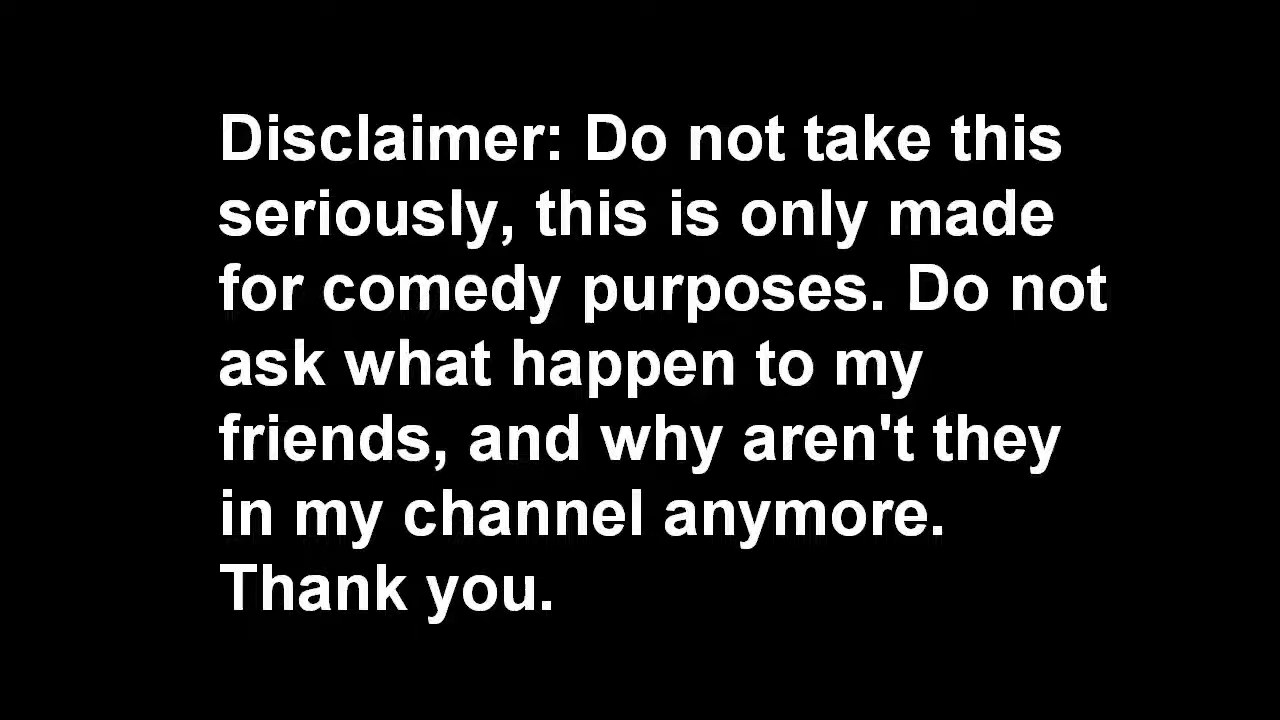 Disclaimer: Do not take this
seriously, this is only made
for comedy purposes. Do not
ask what happen to my
friends, and why aren't they
in my channel anymore.
Thank you.